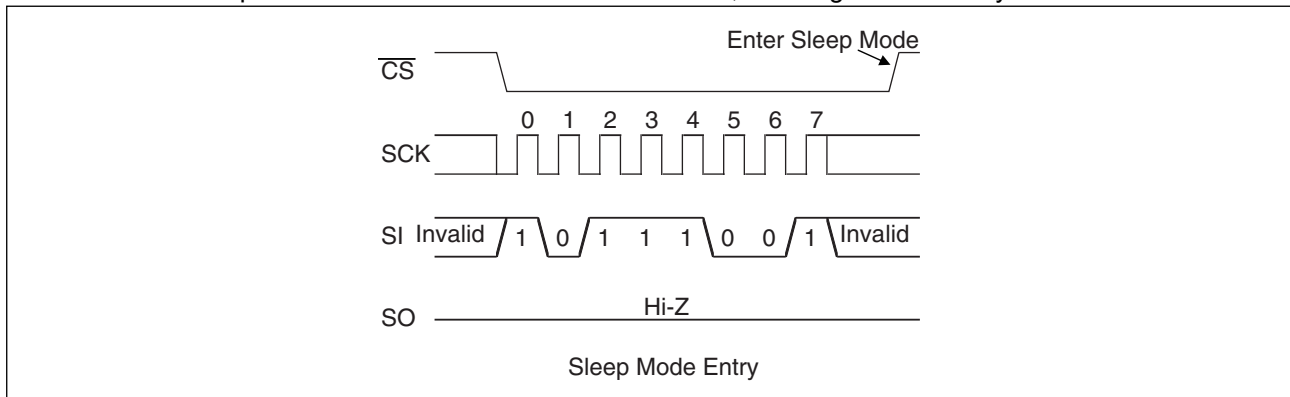 Enter Sleep Mode
CS
0 1 2 3 4 5 6 7
SCK
SI Invalid 1 0 1 1 1 0 0 1 Invalid
Hi-Z
SO
Sleep Mode Entry